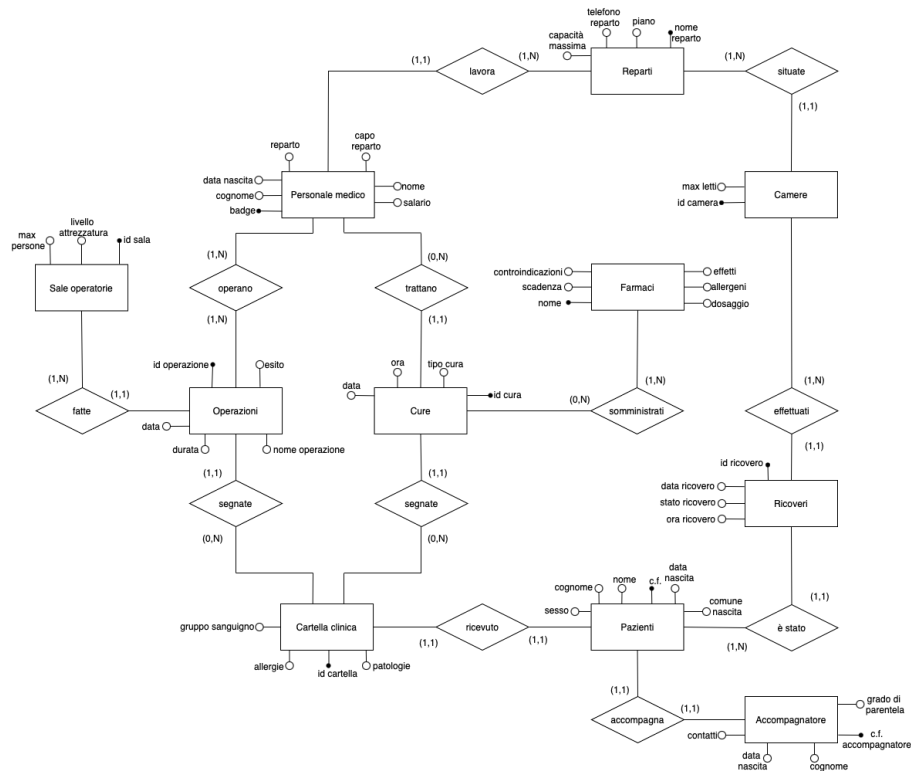 telefono
reparto
piano
nome
reparto
capacità
massima
(1,1)
lavora
(1,N)
Reparti
(1,N)
situate
(1,1)
reparto
capo
reparto
data nascita
cognome
badge
Personale medico
nome
salario
max letti
id camera
Camere
max
persone
livello
attrezzatura
id sala
Sale operatorie
(1,N)
operano
(1,N)
(0,N)
trattano
(1,1)
controindicazioni
scadenza
nome
Farmaci
effetti
allergeni
dosaggio
(1,N)
fatte
(1,1)
id operazione
esito
Operazioni
data
durata
nome operazione
data
ora
tipo cura
id cura
Cure
(0,N)
somministrati
(1,N)
(1,N)
effettuati
(1,1)
(1,1)
segnate
(0,N)
(1,1)
segnate
(0,N)
id ricovero
data ricovero
stato ricovero
ora ricovero
Ricoveri
gruppo sanguigno
Cartella clinica
allergie
id cartella
patologie
(1,1)
ricevuto
(1,1)
cognome
nome
c.f.
data
nascita
sesso
comune
nascita
Pazienti
(1,N)
è stato
(1,1)
(1,1)
accompagna
(1,1)
Accompagnatore
grado di
parentela
c.f.
accompagnatore
contatti
data
nascita
cognome